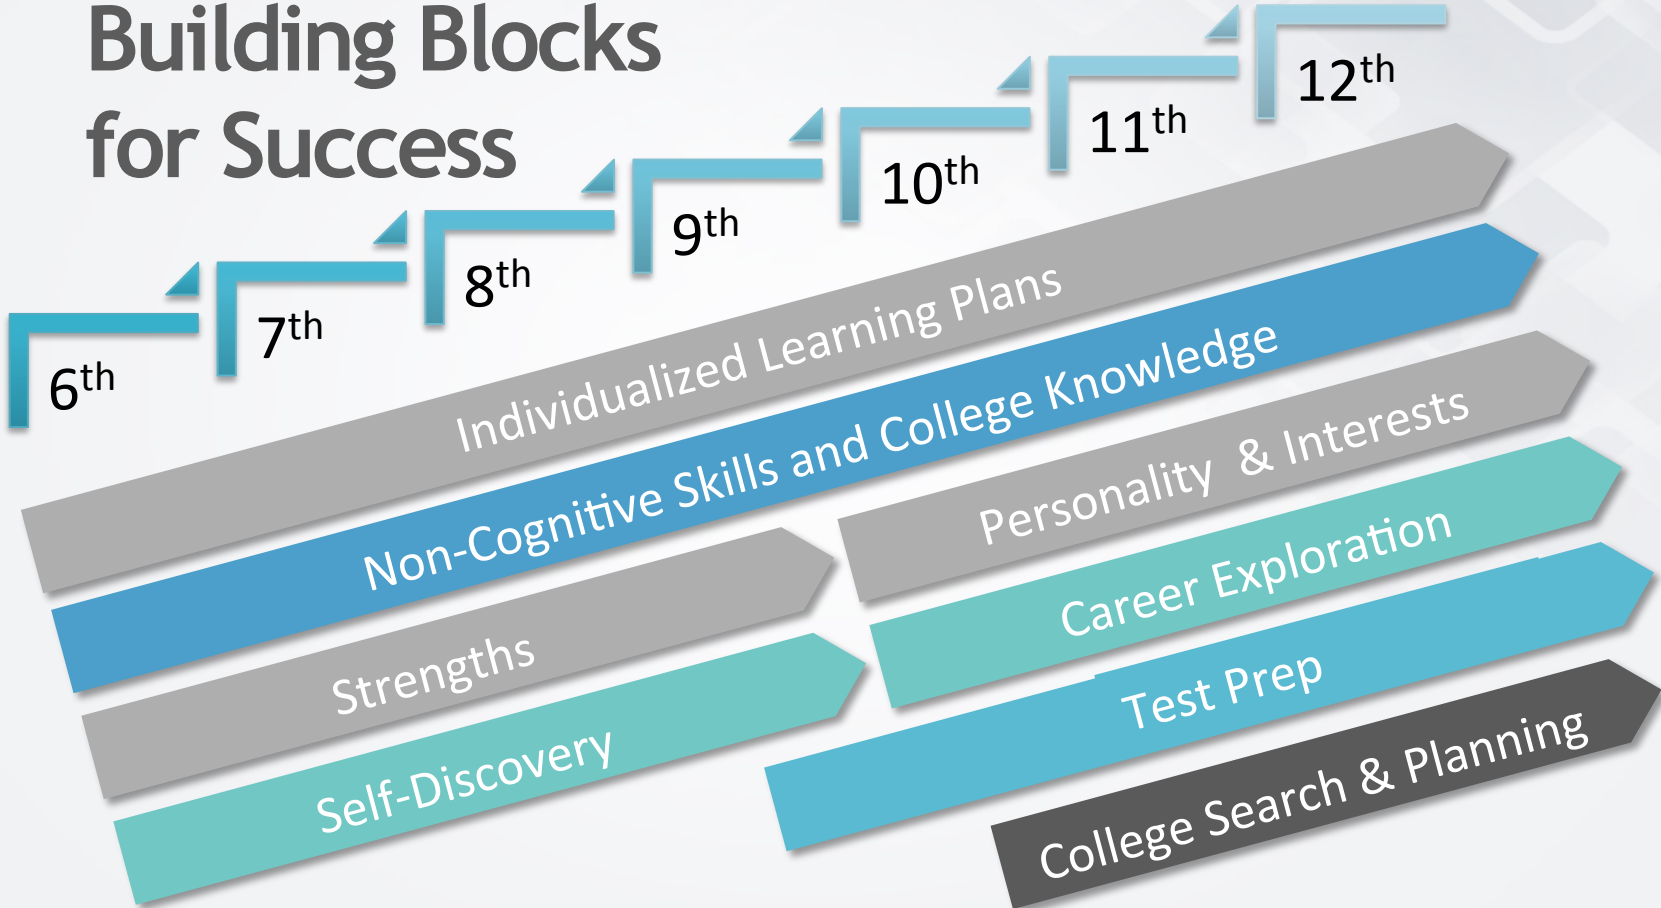 Building Blocks
for Success
6th
7th
8th
9th
10th
11th
12th
Individualized Learning Plans
Non-Cognitive Skills and College Knowledge
Strengths
Self-Discovery
Personality & Interests
Career Exploration
Test Prep
College Search & Planning